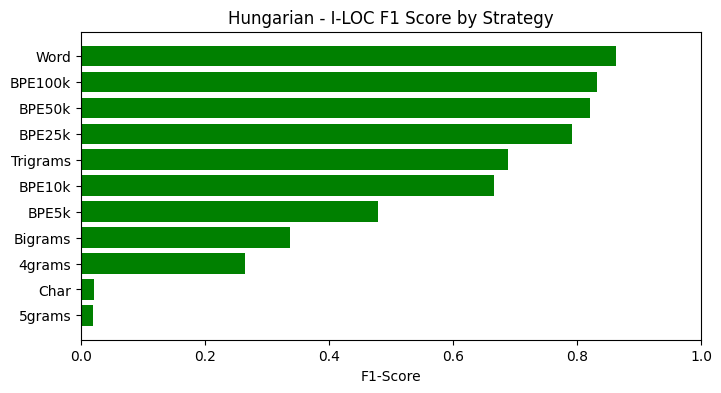 Hungarian - I-LOC F1 Score by Strategy
Word
BPE100k
BPE50k
BPE25k
Trigrams
BPE10k
BPE5k
Bigrams
4grams
Char
5grams
0.0 0.2 0.4 0.6 0.8 1.0
F1-Score